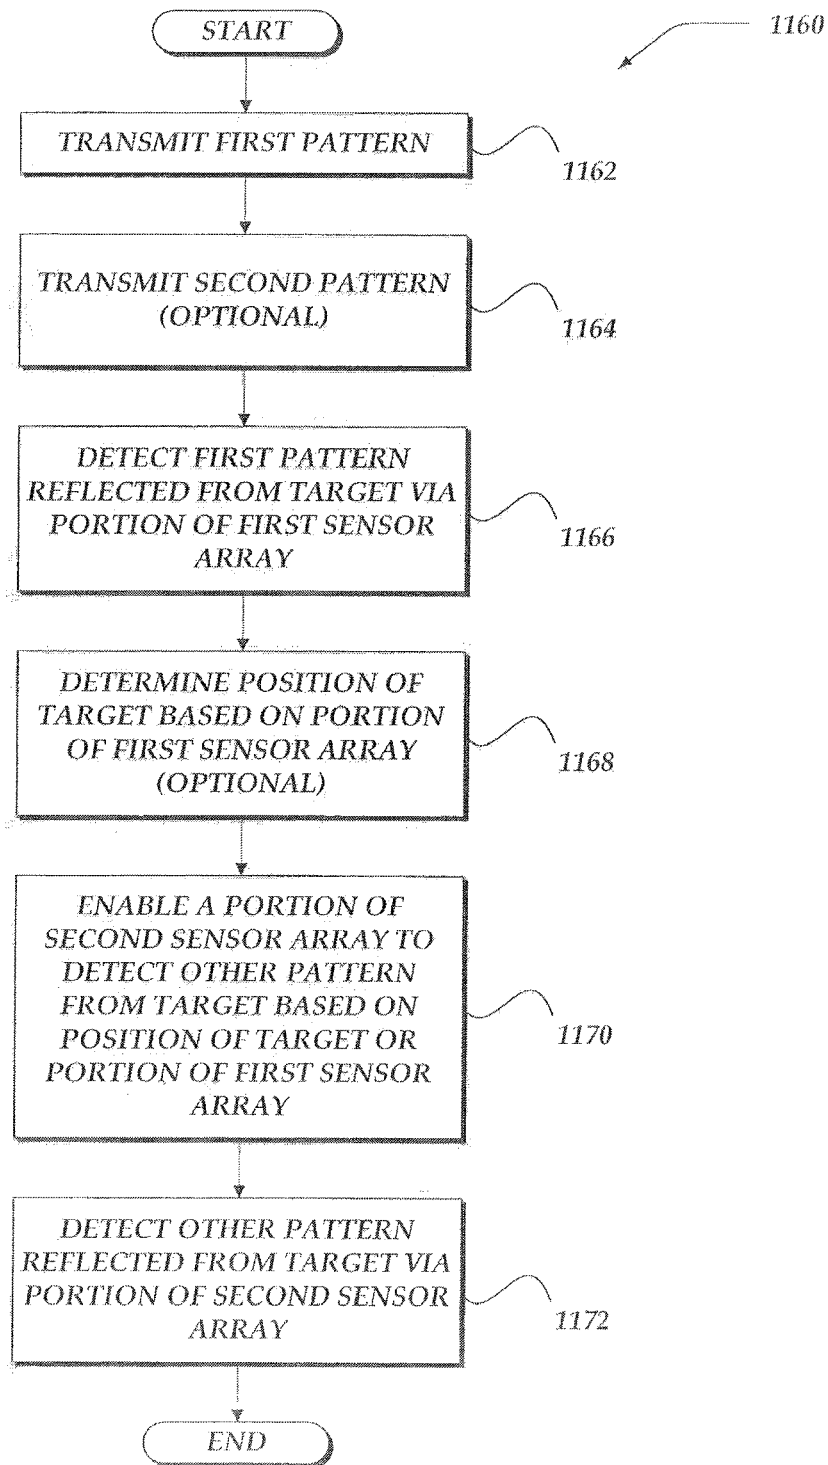 START
1160
TRANSMIT FIRST PATTERN
1162
TRANSMIT SECOND PATTERN
(OPTIONAL)
1164
DETECT FIRST PATTERN
REFLECTED FROM TARGET VIA
PORTION OF FIRST SENSOR
ARRAY
1166
DETERMINE POSITION OF
TARGET BASED ON PORTION
OF FIRST SENSOR ARRAY
(OPTIONAL)
1168
ENABLE A PORTION OF
SECOND SENSOR ARRAY TO
DETECT OTHER PATTERN
FROM TARGET BASED ON
POSITION OF TARGET OR
PORTION OF FIRST SENSOR
ARRAY
1170
DETECT OTHER PATTERN
REFLECTED FROM TARGET VIA
PORTION OF SECOND SENSOR
ARRAY
1172
END